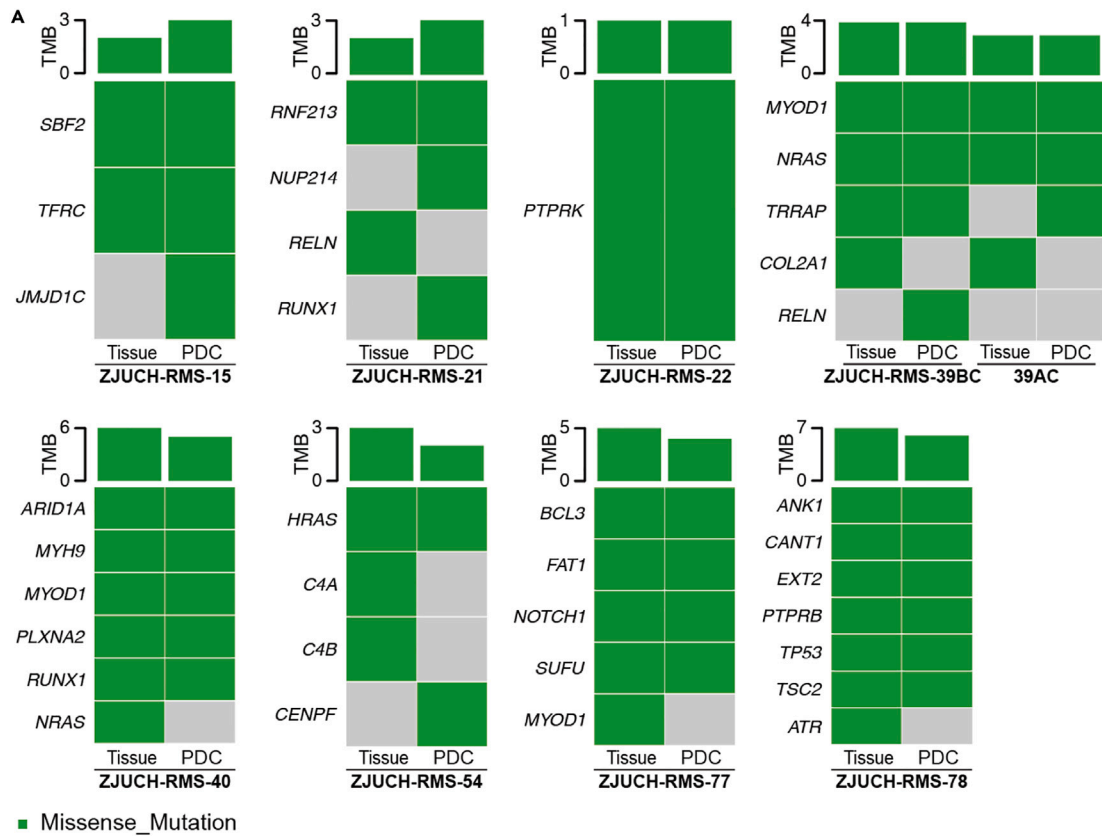 A
TMB
3
0
SBF2
TFRC
JMJD1C
Tissue PDC
ZJUCH-RMS-15
TMB
3
0
RNF213
NUP214
RELN
RUNX1
Tissue PDC
ZJUCH-RMS-21
TMB
1
0
PTPRK
Tissue PDC
ZJUCH-RMS-22
TMB
4
0
MYOD1
NRAS
TRRAP
COL2A1
RELN
Tissue PDC Tissue PDC
ZJUCH-RMS-39BC 39AC
TMB
6
0
ARID1A
MYH9
MYOD1
PLXNA2
RUNX1
NRAS
Tissue PDC
ZJUCH-RMS-40
TMB
3
0
HRAS
C4A
C4B
CENPF
Tissue PDC
ZJUCH-RMS-54
TMB
5
0
BCL3
FAT1
NOTCH1
SUFU
MYOD1
Tissue PDC
ZJUCH-RMS-77
TMB
7
0
ANK1
CANT1
EXT2
PTPRB
TP53
TSC2
ATR
Tissue PDC
ZJUCH-RMS-78
Missense_Mutation